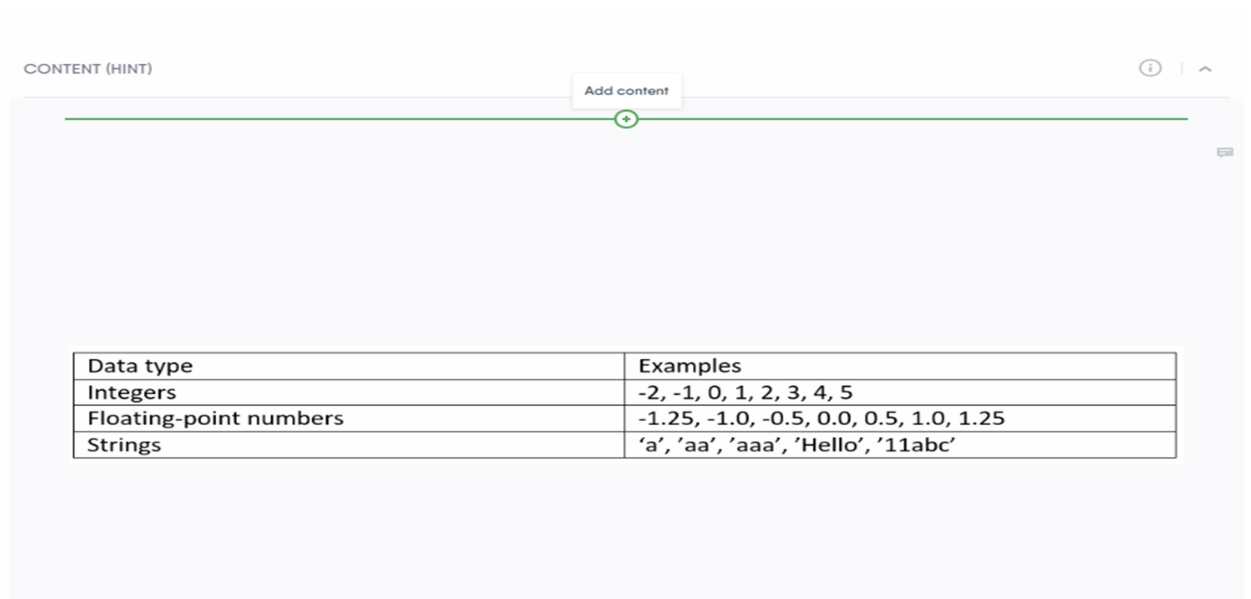 CONTENT (HINT)
Add content
Data type Examples
Integers -2, -1, 0, 1, 2, 3, 4, 5
Floating-point numbers -1.25, -1.0, -0.5, 0.0, 0.5, 1.0, 1.25
Strings ‘a’, ’aa’, ’aaa’, ’Hello’, ’11abc’